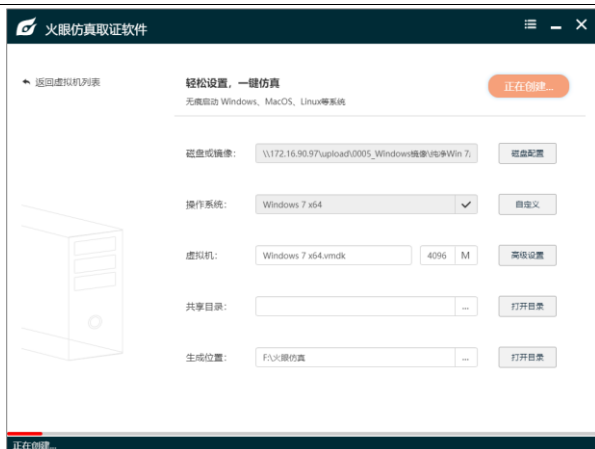 火眼仿真取证软件
返回虚拟机列表
轻松设置，一键仿真
正在创建...
无痕启动 Windows、MacOS、Linux等系统
磁盘或镜像： \\172.16.90.97\upload\0005_Windows镜像\纯净Win 7. 磁盘配置
操作系统： Windows 7 x64 自定义
虚拟机： Windows 7 x64.vmdk 4096 M 高级设置
共享目录： ... 打开目录
生成位置： F:\火眼仿真 ... 打开目录
正在创建...